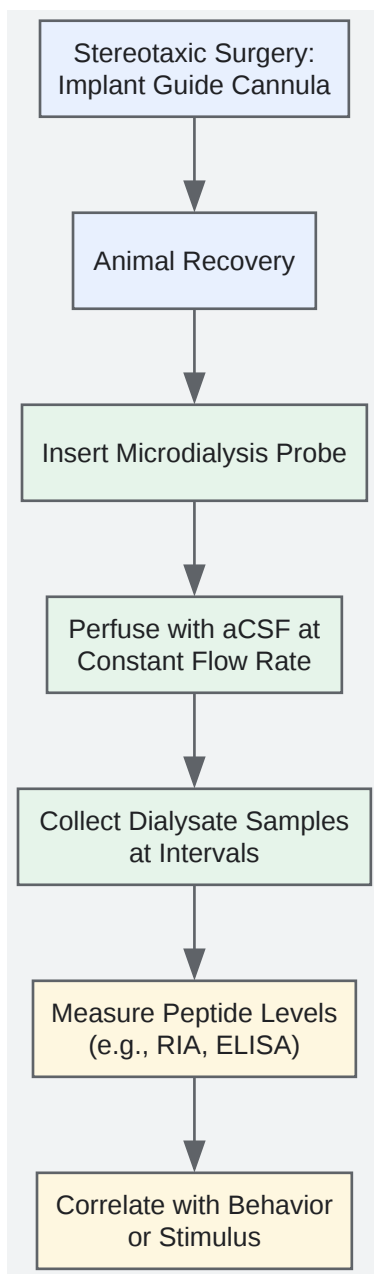 Stereotaxic Surgery:
Implant Guide Cannula
Animal Recovery
Insert Microdialysis Probe
Perfuse with aCSF at
Constant Flow Rate
Collect Dialysate Samples
at Intervals
Measure Peptide Levels
(e.g., RIA, ELISA)
Correlate with Behavior
or Stimulus